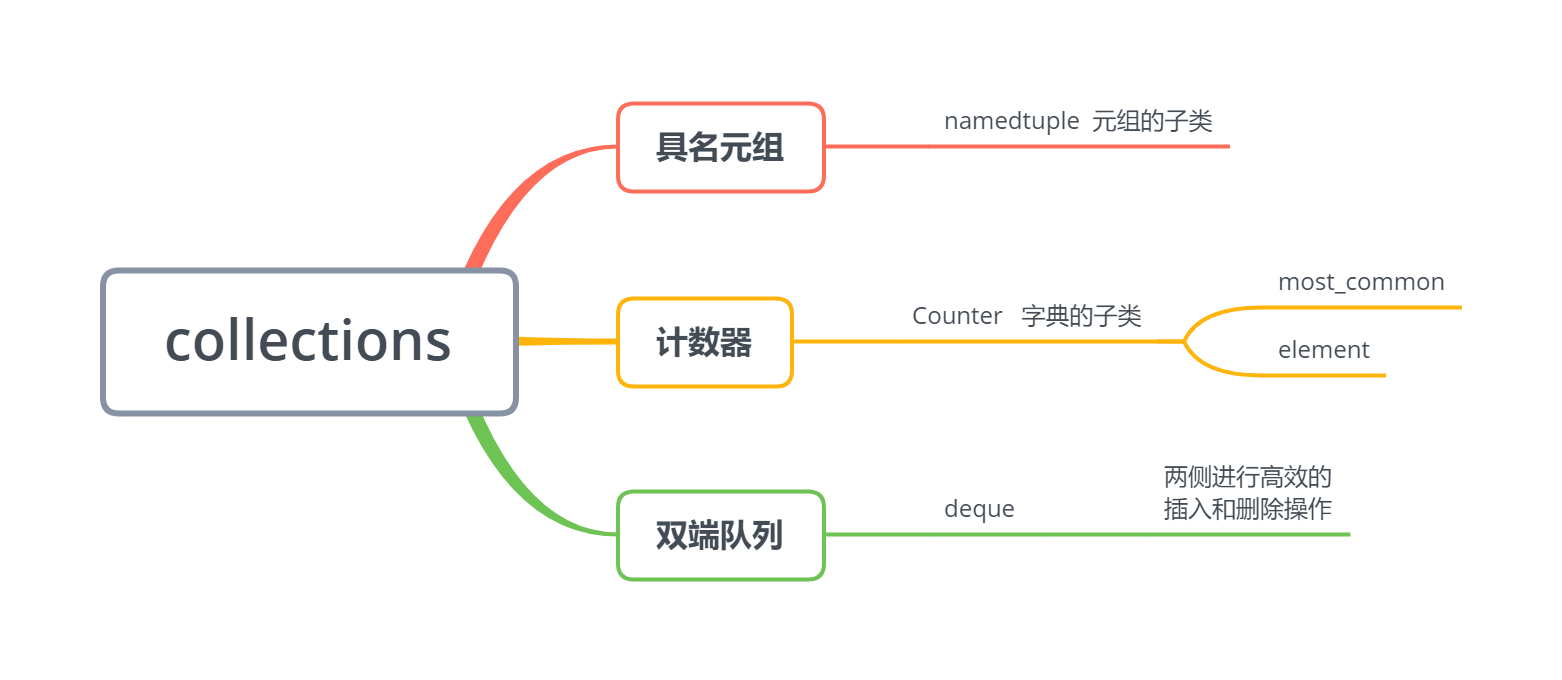 collections
具名元组
namedtuple 元组的子类
计数器
Counter 字典的子类
most_common
element
双端队列
deque
两侧进行高效的
插入和删除操作